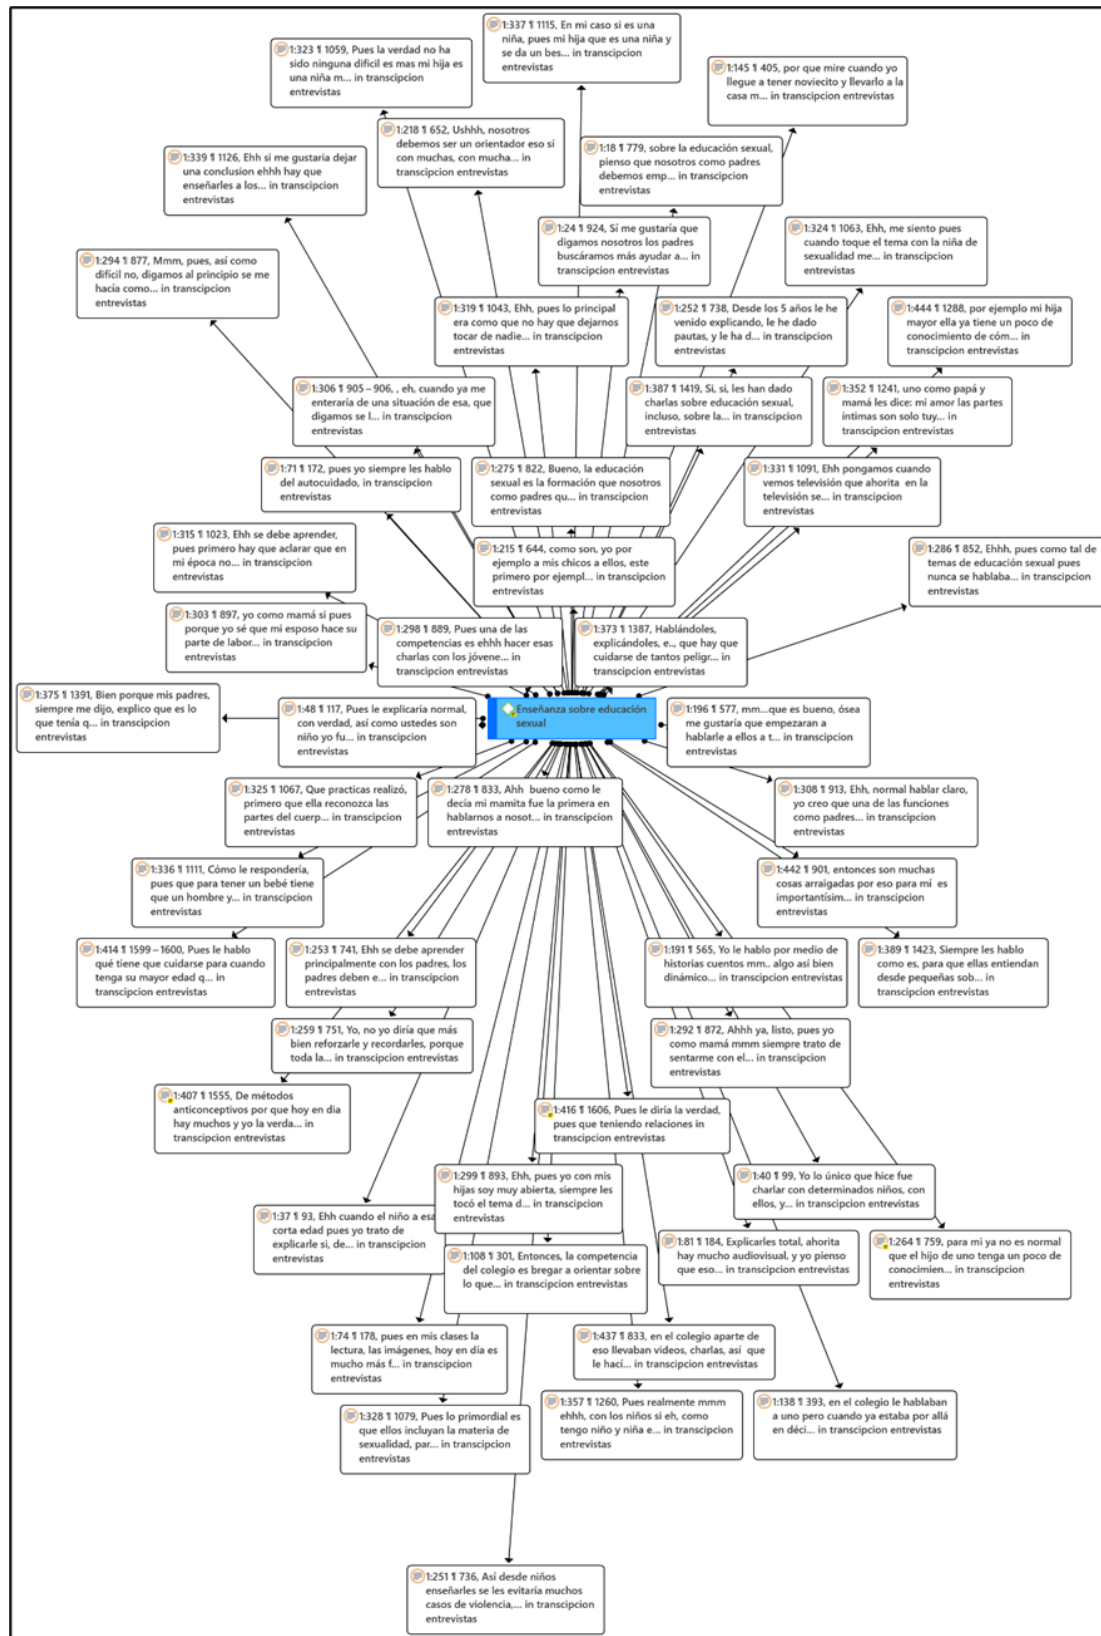 1:337 ¶ 1115, En mi caso si es una
niña, pues mi hija que es una niña y
se da un bes... in transcipcion
entrevistas
1:323 ¶ 1059, Pues la verdad no ha
sido ninguna dificil es mas mi hija es
una niña m... in transcipcion
entrevistas
1:145 ¶ 405, por que mire cuando yo
llegue a tener noviecito y llevarlo a la
casa m... in transcipcion entrevistas
1:218 ¶ 652, Ushhh, nosotros
debemos ser un orientador eso sí
con muchas, con mucha... in
transcipcion entrevistas
1:18 ¶ 779, sobre la educación sexual,
pienso que nosotros como padres
debemos emp... in transcipcion
entrevistas
1:339 ¶ 1126, Ehh si me gustaria dejar
una conclusion ehhh hay que
enseñarles a los... in transcipcion
entrevistas
1:24 ¶ 924, Sí me gustaría que
digamos nosotros los padres
buscáramos más ayudar a... in
transcipcion entrevistas
1:324 ¶ 1063, Ehh, me siento pues
cuando toque el tema con la niña de
sexualidad me... in transcipcion
entrevistas
1:294 ¶ 877, Mmm, pues, así como
difícil no, digamos al principio se me
hacía como... in transcipcion
entrevistas
1:319 ¶ 1043, Ehh, pues lo principal
era como que no hay que dejarnos
tocar de nadie... in transcipcion
entrevistas
1:252 ¶ 738, Desde los 5 años le he
venido explicando, le he dado
pautas, y le ha d... in transcipcion
entrevistas
1:444 ¶ 1288, por ejemplo mi hija
mayor ella ya tiene un poco de
conocimiento de cóm... in
transcipcion entrevistas
1:306 ¶ 905 – 906, , eh, cuando ya me
enteraría de una situación de esa, que
digamos se l... in transcipcion
entrevistas
1:387 ¶ 1419, Si, si, les han dado
charlas sobre educación sexual,
incluso, sobre la... in transcipcion
entrevistas
1:352 ¶ 1241, uno como papá y
mamá les dice: mi amor las partes
íntimas son solo tuy... in
transcipcion entrevistas
1:71 ¶ 172, pues yo siempre les hablo
del autocuidado, in transcipcion
entrevistas
1:275 ¶ 822, Bueno, la educación
sexual es la formación que nosotros
como padres qu... in transcipcion
entrevistas
1:331 ¶ 1091, Ehh pongamos cuando
vemos televisión que ahorita en la
televisión se... in transcipcion
entrevistas
1:315 ¶ 1023, Ehh se debe aprender,
pues primero hay que aclarar que en
mi época no... in transcipcion
entrevistas
1:215 ¶ 644, como son, yo por
ejemplo a mis chicos a ellos, este
primero por ejempl... in transcipcion
entrevistas
1:286 ¶ 852, Ehhh, pues como tal de
temas de educación sexual pues
nunca se hablaba... in transcipcion
entrevistas
1:303 ¶ 897, yo como mamá si pues
porque yo sé que mi esposo hace su
parte de labor... in transcipcion
entrevistas
1:298 ¶ 889, Pues una de las
competencias es ehhh hacer esas
charlas con los jóvene... in
transcipcion entrevistas
1:373 ¶ 1387, Hablándoles,
explicándoles, e.., que hay que
cuidarse de tantos peligr... in
transcipcion entrevistas
1:375 ¶ 1391, Bien porque mis padres,
siempre me dijo, explico que es lo
que tenía q... in transcipcion
entrevistas
1:48 ¶ 117, Pues le explicaría normal,
con verdad, así como ustedes son
niño yo fu... in transcipcion
entrevistas
Enseñanza sobre educación
sexual
1:196 ¶ 577, mm...que es bueno, ósea
me gustaría que empezaran a
hablarle a ellos a t... in transcipcion
entrevistas
1:325 ¶ 1067, Que practicas realizó,
primero que ella reconozca las
partes del cuerp... in transcipcion
entrevistas
1:278 ¶ 833, Ahh bueno como le
decía mi mamita fue la primera en
hablarnos a nosot... in transcipcion
entrevistas
1:308 ¶ 913, Ehh, normal hablar claro,
yo creo que una de las funciones
como padres... in transcipcion
entrevistas
1:336 ¶ 1111, Cómo le respondería,
pues que para tener un bebé tiene
que un hombre y... in transcipcion
entrevistas
1:442 ¶ 901, entonces son muchas
cosas arraigadas por eso para mí es
importantísim... in transcipcion
entrevistas
1:414 ¶ 1599 – 1600, Pues le hablo
qué tiene que cuidarse para cuando
tenga su mayor edad q... in
transcipcion entrevistas
1:253 ¶ 741, Ehh se debe aprender
principalmente con los padres, los
padres deben e... in transcipcion
entrevistas
1:191 ¶ 565, Yo le hablo por medio de
historias cuentos mm.. algo así bien
dinámico... in transcipcion
entrevistas
1:389 ¶ 1423, Siempre les hablo
como es, para que ellas entiendan
desde pequeñas sob... in
transcipcion entrevistas
1:259 ¶ 751, Yo, no yo diría que más
bien reforzarle y recordarles, porque
toda la... in transcipcion entrevistas
1:292 ¶ 872, Ahhh ya, listo, pues yo
como mamá mmm siempre trato de
sentarme con el... in transcipcion
entrevistas
1:407 ¶ 1555, De métodos
anticonceptivos por que hoy en dia
hay muchos y yo la verda... in
transcipcion entrevistas
1:416 ¶ 1606, Pues le diría la verdad,
pues que teniendo relaciones in
transcipcion entrevistas
1:299 ¶ 893, Ehh, pues yo con mis
hijas soy muy abierta, siempre les
tocó el tema d... in transcipcion
entrevistas
1:40 ¶ 99, Yo lo único que hice fue
charlar con determinados niños, con
ellos, y... in transcipcion entrevistas
1:37 ¶ 93, Ehh cuando el niño a esa
corta edad pues yo trato de
explicarle si, de... in transcipcion
entrevistas
1:108 ¶ 301, Entonces, la competencia
del colegio es bregar a orientar sobre
lo que... in transcipcion entrevistas
1:81 ¶ 184, Explicarles total, ahorita
hay mucho audiovisual, y yo pienso
que eso... in transcipcion entrevistas
1:264 ¶ 759, para mi ya no es normal
que el hijo de uno tenga un poco de
conocimien... in transcipcion
entrevistas
1:74 ¶ 178, pues en mis clases la
lectura, las imágenes, hoy en día es
mucho más f... in transcipcion
entrevistas
1:437 ¶ 833, en el colegio aparte de
eso llevaban videos, charlas, así que
le hací... in transcipcion entrevistas
1:357 ¶ 1260, Pues realmente mmm
ehhh, con los niños si eh, como
tengo niño y niña e... in transcipcion
entrevistas
1:138 ¶ 393, en el colegio le hablaban
a uno pero cuando ya estaba por allá
en déci... in transcipcion entrevistas
1:328 ¶ 1079, Pues lo primordial es
que ellos incluyan la materia de
sexualidad, par... in transcipcion
entrevistas
1:251 ¶ 736, Así desde niños
enseñarles se les evitaría muchos
casos de violencia,... in transcipcion
entrevistas